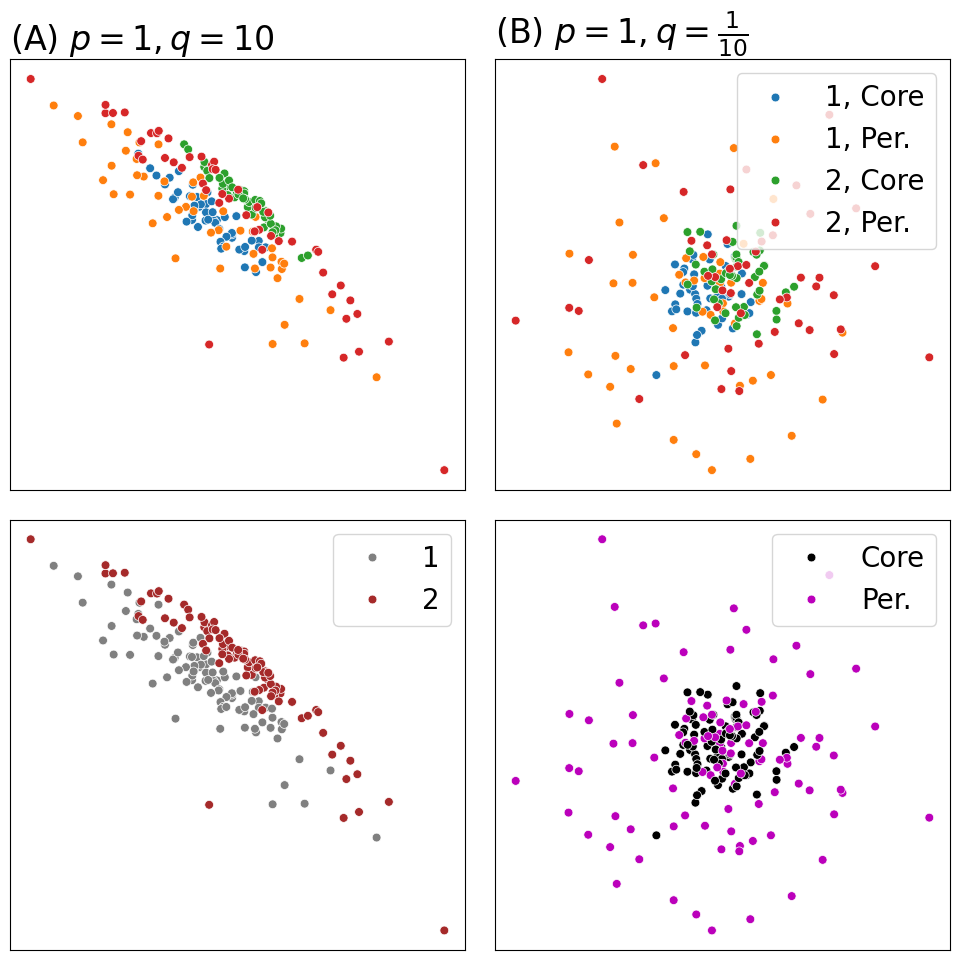 (A) p = 1, q = 10
(B) p = 1, q = 1/10
1, Core
1, Per.
2, Core
2, Per.
1
2
Core
Per.